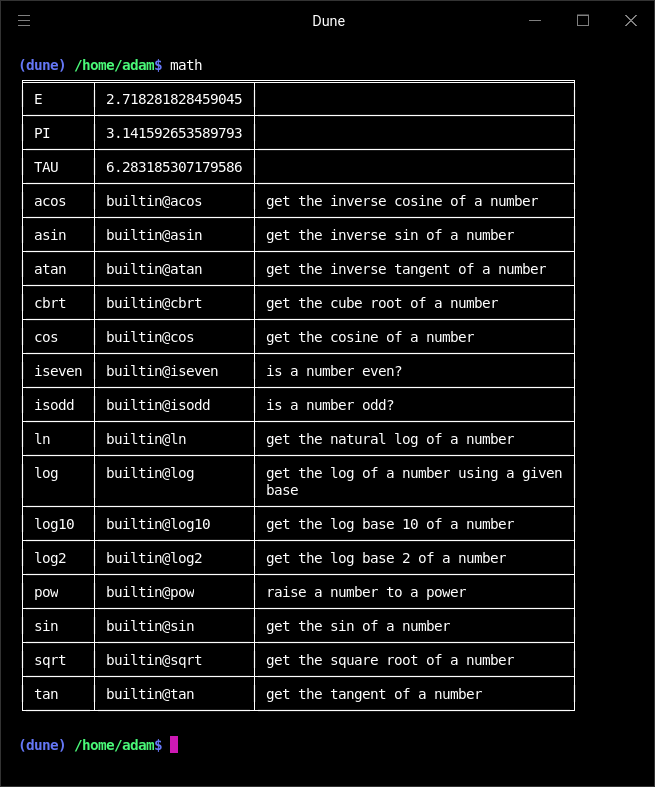 Dune
(dune) /home/adam$ math
E 2.718281828459045
PI 3.141592653589793
TAU 6.283185307179586
acos builtin@acos get the inverse cosine of a number
asin builtin@asin get the inverse sin of a number
atan builtin@atan get the inverse tangent of a number
cbrt builtin@cbrt get the cube root of a number
cos builtin@cos get the cosine of a number
iseven builtin@iseven is a number even?
isodd builtin@isodd is a number odd?
ln builtin@ln get the natural log of a number
log builtin@log get the log of a number using a given
base
log10 builtin@log10 get the log base 10 of a number
log2 builtin@log2 get the log base 2 of a number
pow builtin@pow raise a number to a power
sin builtin@sin get the sin of a number
sqrt builtin@sqrt get the square root of a number
tan builtin@tan get the tangent of a number
(dune) /home/adam$